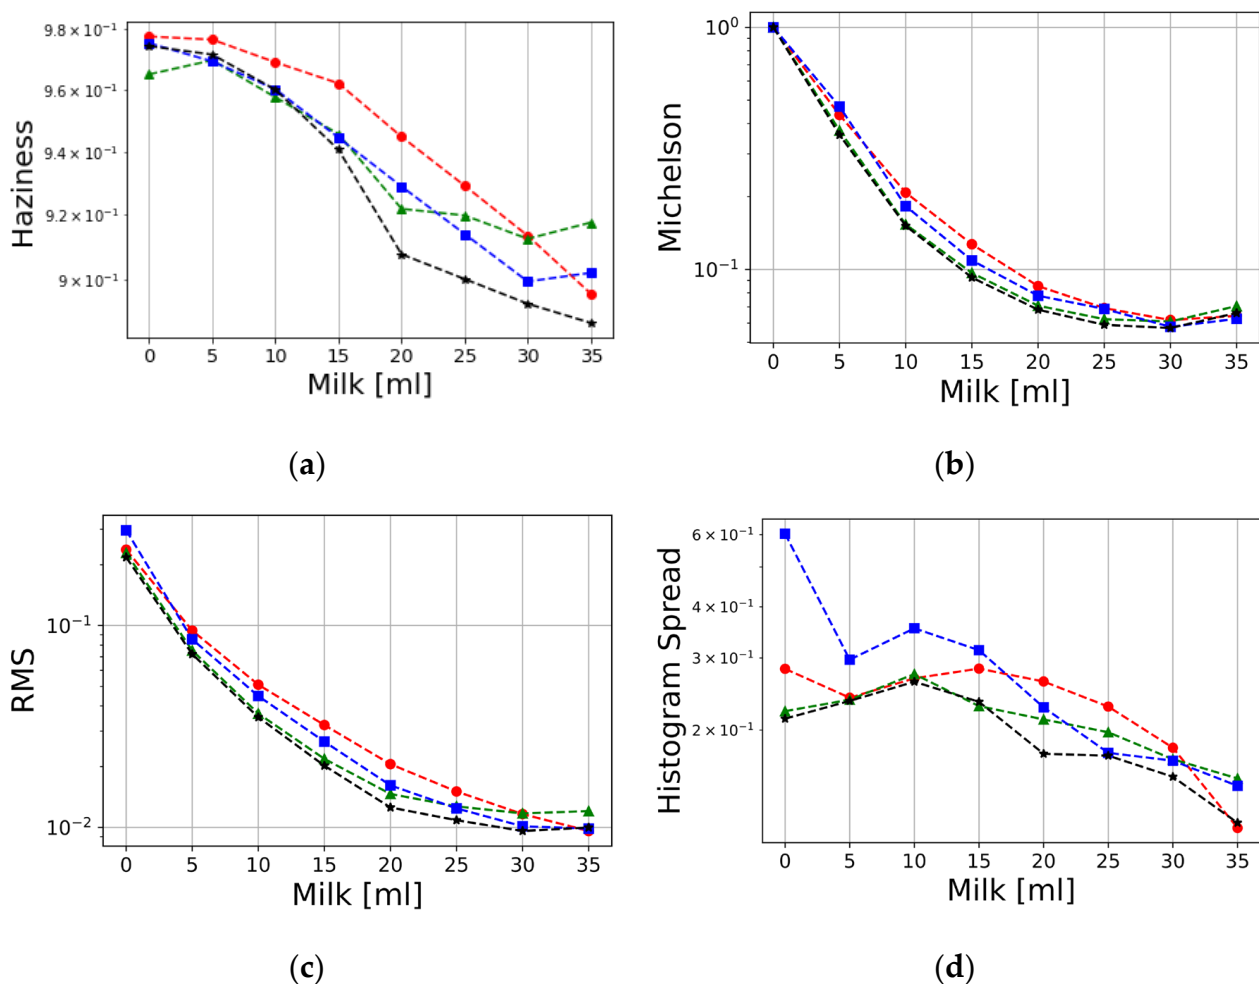 Haziness
9.8 × 10⁻¹
9.6 × 10⁻¹
9.4 × 10⁻¹
9.2 × 10⁻¹
9 × 10⁻¹
0 5 10 15 20 25 30 35
Milk [ml]
(a)
Michelson
10⁰
10⁻¹
0 5 10 15 20 25 30 35
Milk [ml]
(b)
RMS
10⁻¹
10⁻²
0 5 10 15 20 25 30 35
Milk [ml]
(c)
Histogram Spread
6 × 10⁻¹
4 × 10⁻¹
3 × 10⁻¹
2 × 10⁻¹
0 5 10 15 20 25 30 35
Milk [ml]
(d)